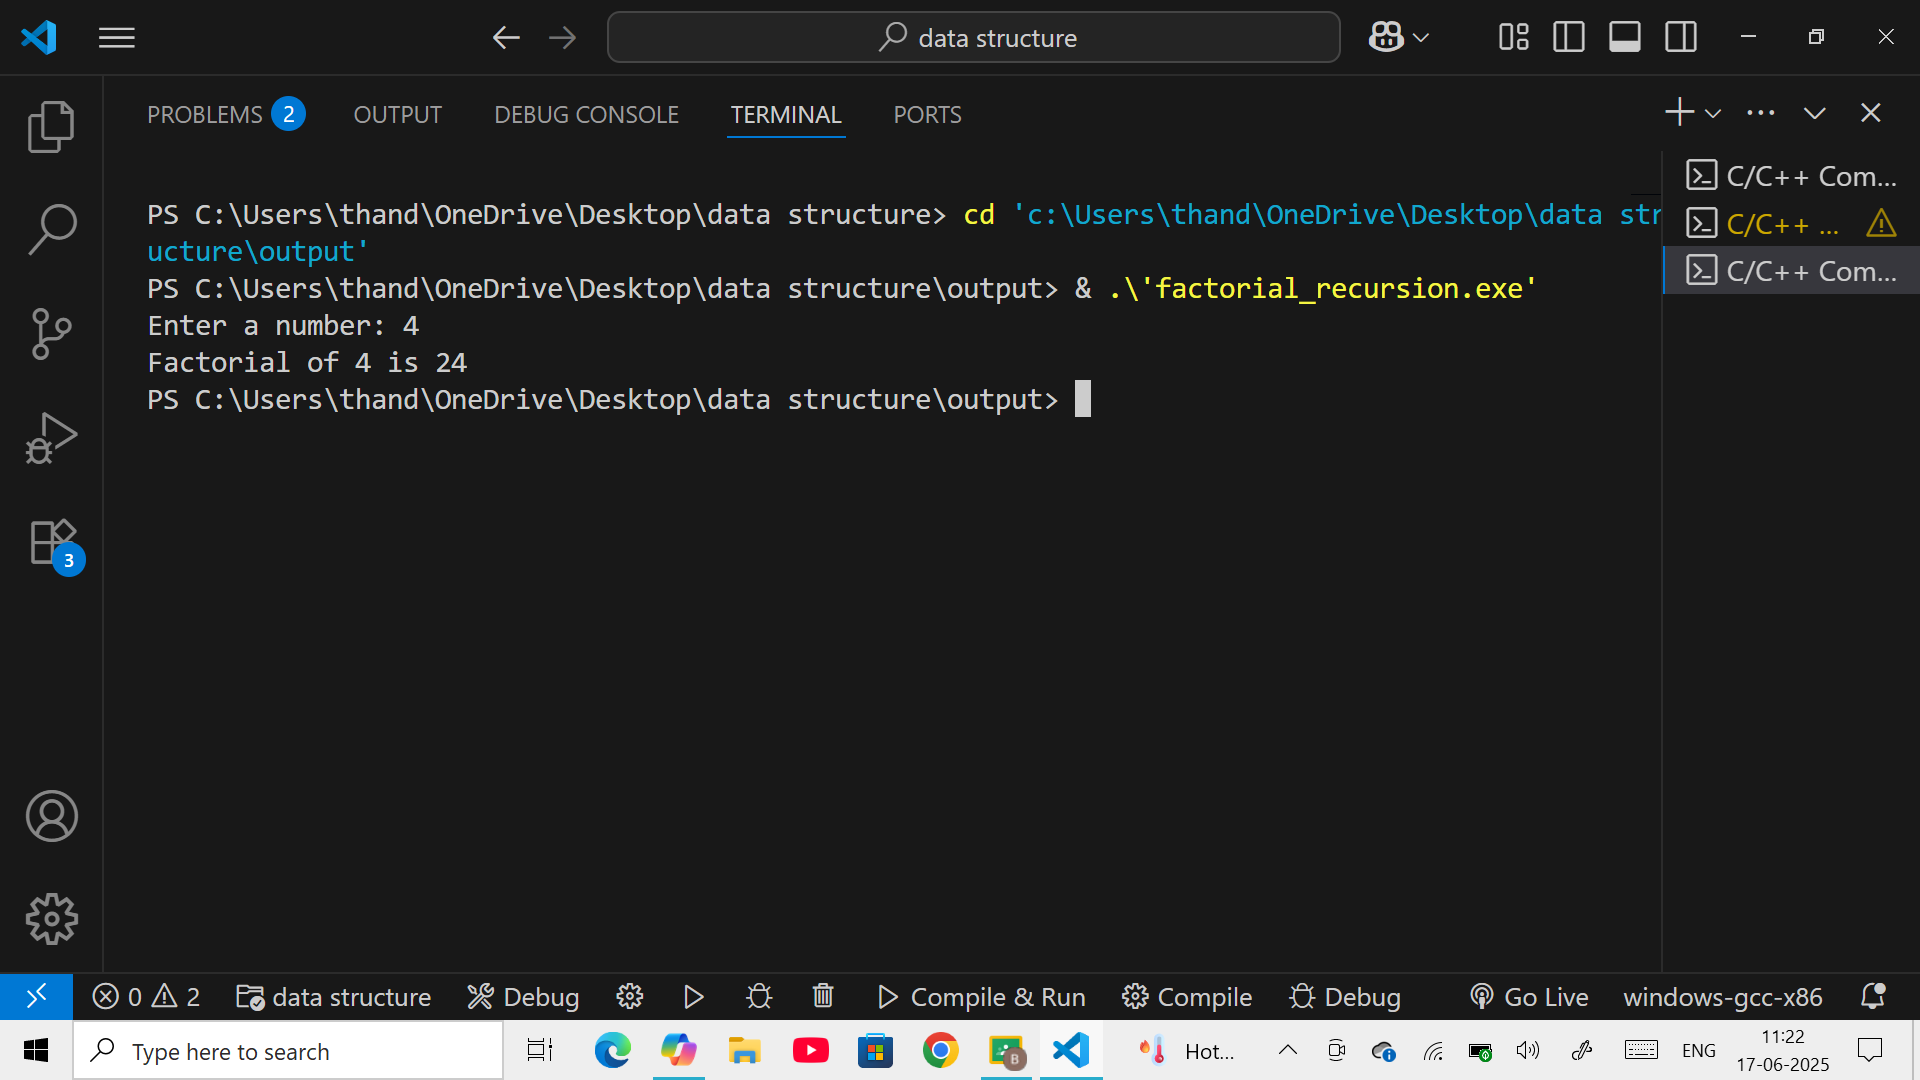 data structure
PROBLEMS 2 OUTPUT DEBUG CONSOLE TERMINAL PORTS
PS C:\Users\thand\OneDrive\Desktop\data structure> cd 'c:\Users\thand\OneDrive\Desktop\data str
ucture\output'
PS C:\Users\thand\OneDrive\Desktop\data structure\output> & .\'factorial_recursion.exe'
Enter a number: 4
Factorial of 4 is 24
PS C:\Users\thand\OneDrive\Desktop\data structure\output>
C/C++ Com...
C/C++ ...
C/C++ Com...
3
0 2 data structure Debug Compile & Run Compile Debug Go Live windows-gcc-x86
Type here to search
B
Hot...
ENG
11:22
17-06-2025